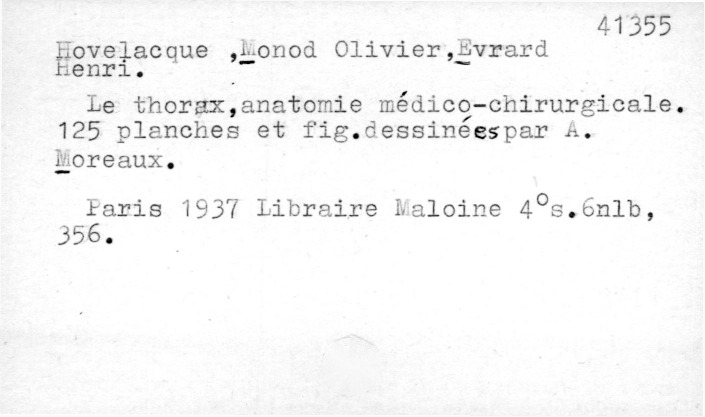 41355
Hovelacque ,Monod Olivier,Evrard
Henri.
Le thorax,anatomie médico-chirurgicale.
125 planches et fig.dessinéespar A.
Moreaux.
Paris 1937 Libraire Maloine 4⁰s.6nlb,
356.